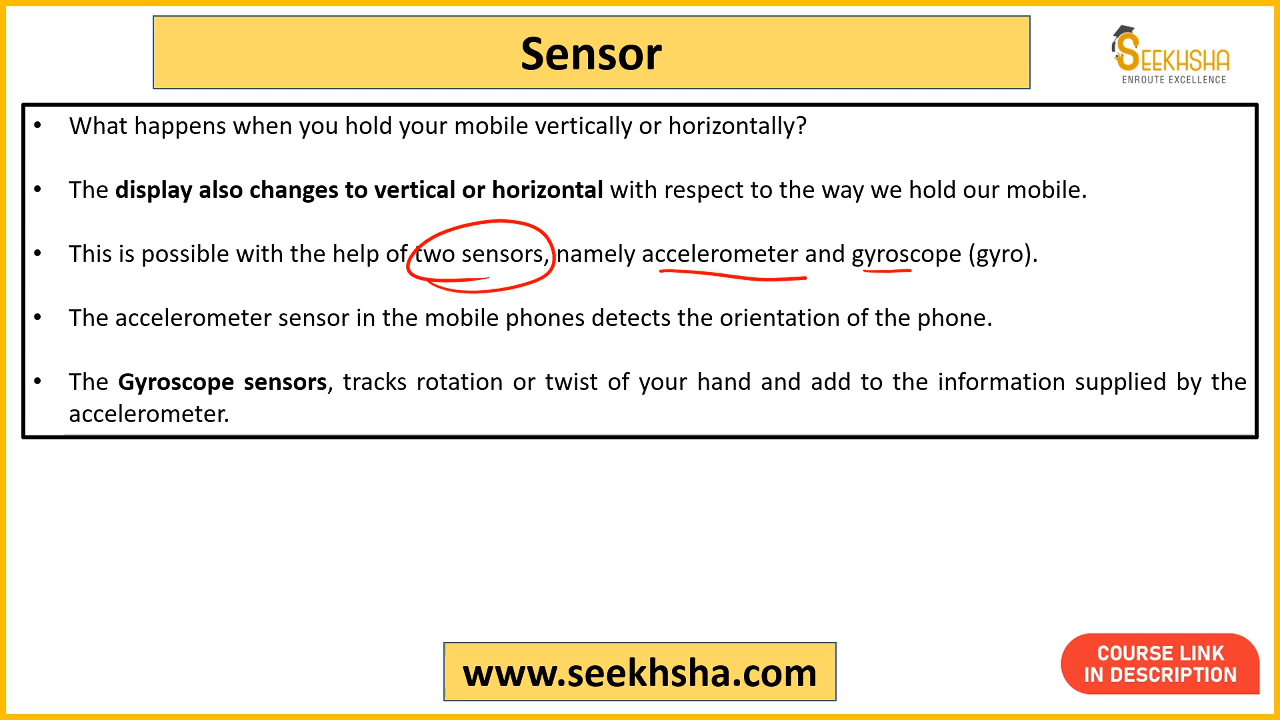 Sensor
SEEKHSHA
ENROUTE EXCELLENCE
• What happens when you hold your mobile vertically or horizontally?
• The display also changes to vertical or horizontal with respect to the way we hold our mobile.
• This is possible with the help of two sensors, namely accelerometer and gyroscope (gyro).
• The accelerometer sensor in the mobile phones detects the orientation of the phone.
• The Gyroscope sensors, tracks rotation or twist of your hand and add to the information supplied by the
accelerometer.
www.seekhsha.com
COURSE LINK
IN DESCRIPTION